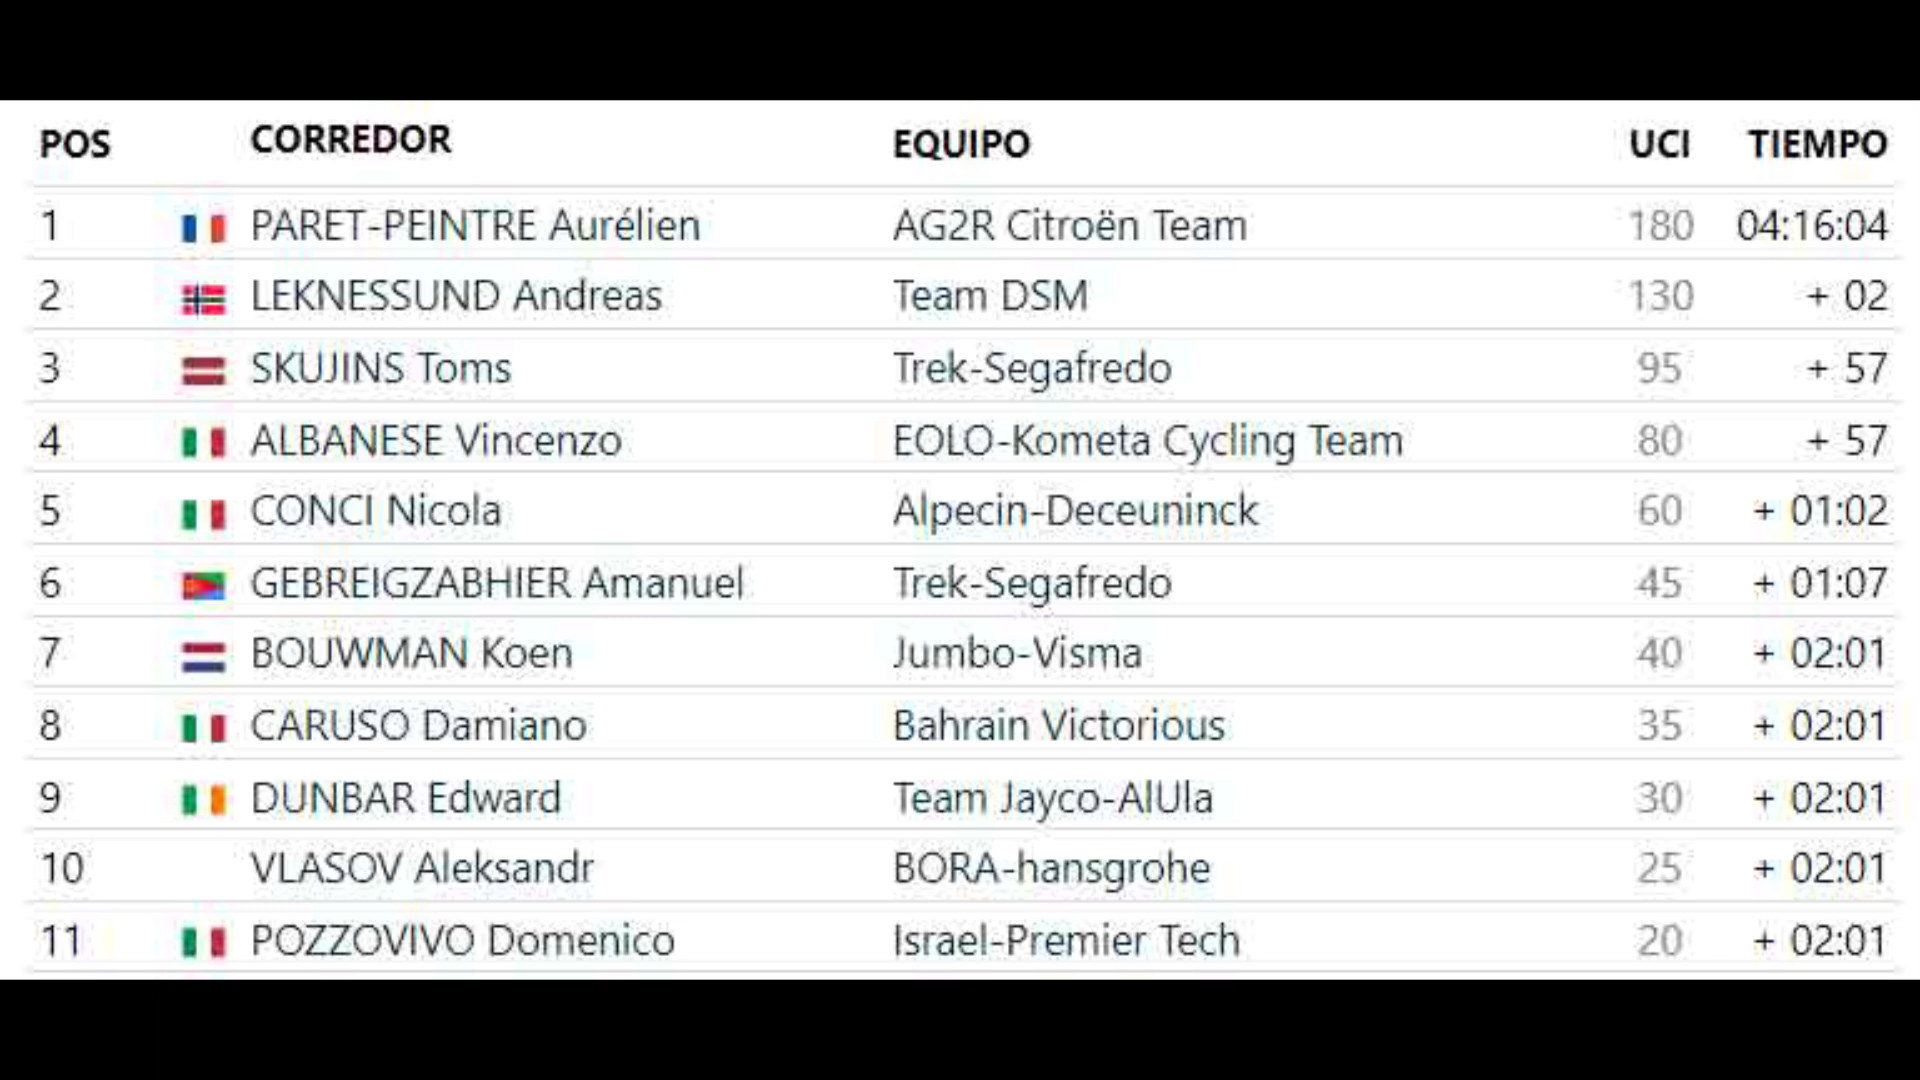 POS CORREDOR EQUIPO UCI TIEMPO
1 PARET-PEINTRE Aurélien AG2R Citroën Team 180 04:16:04
2 LEKNESSUND Andreas Team DSM 130 + 02
3 SKUJINS Toms Trek-Segafredo 95 + 57
4 ALBANESE Vincenzo EOLO-Kometa Cycling Team 80 + 57
5 CONCI Nicola Alpecin-Deceuninck 60 + 01:02
6 GEBREIGZABHIER Amanuel Trek-Segafredo 45 + 01:07
7 BOUWMAN Koen Jumbo-Visma 40 + 02:01
8 CARUSO Damiano Bahrain Victorious 35 + 02:01
9 DUNBAR Edward Team Jayco-AlUla 30 + 02:01
10 VLASOV Aleksandr BORA-hansgrohe 25 + 02:01
11 POZZOVIVO Domenico Israel-Premier Tech 20 + 02:01